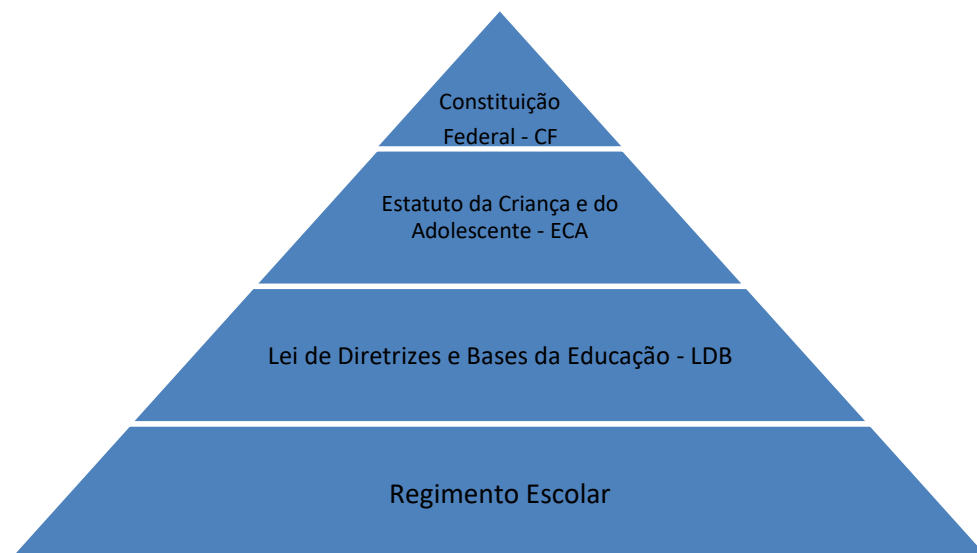 Constituição
Federal - CF
Estatuto da Criança e do
Adolescente - ECA
Lei de Diretrizes e Bases da Educação - LDB
Regimento Escolar